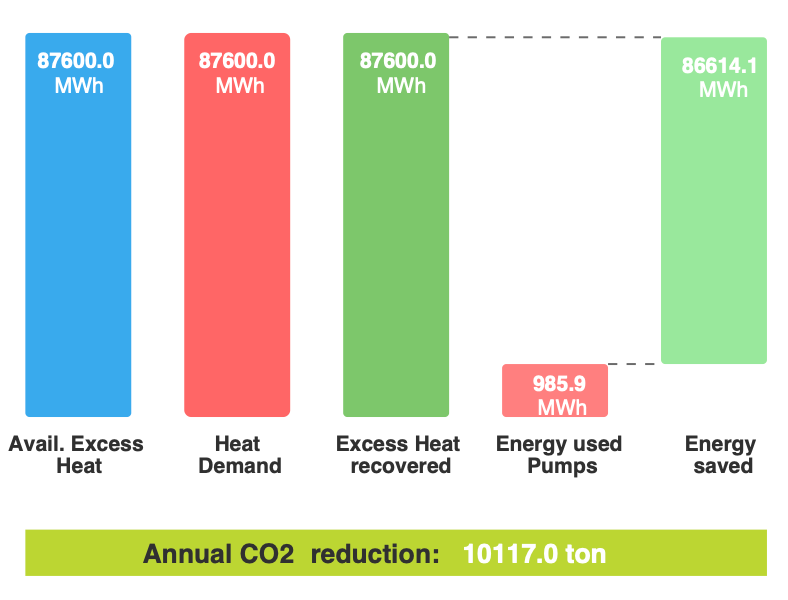 87600.0
MWh
87600.0
MWh
87600.0
MWh
985.9
MWh
86614.1
MWh
Avail. Excess
Heat
Heat
Demand
Excess Heat
recovered
Energy used
Pumps
Energy
saved
Annual CO2 reduction: 10117.0 ton